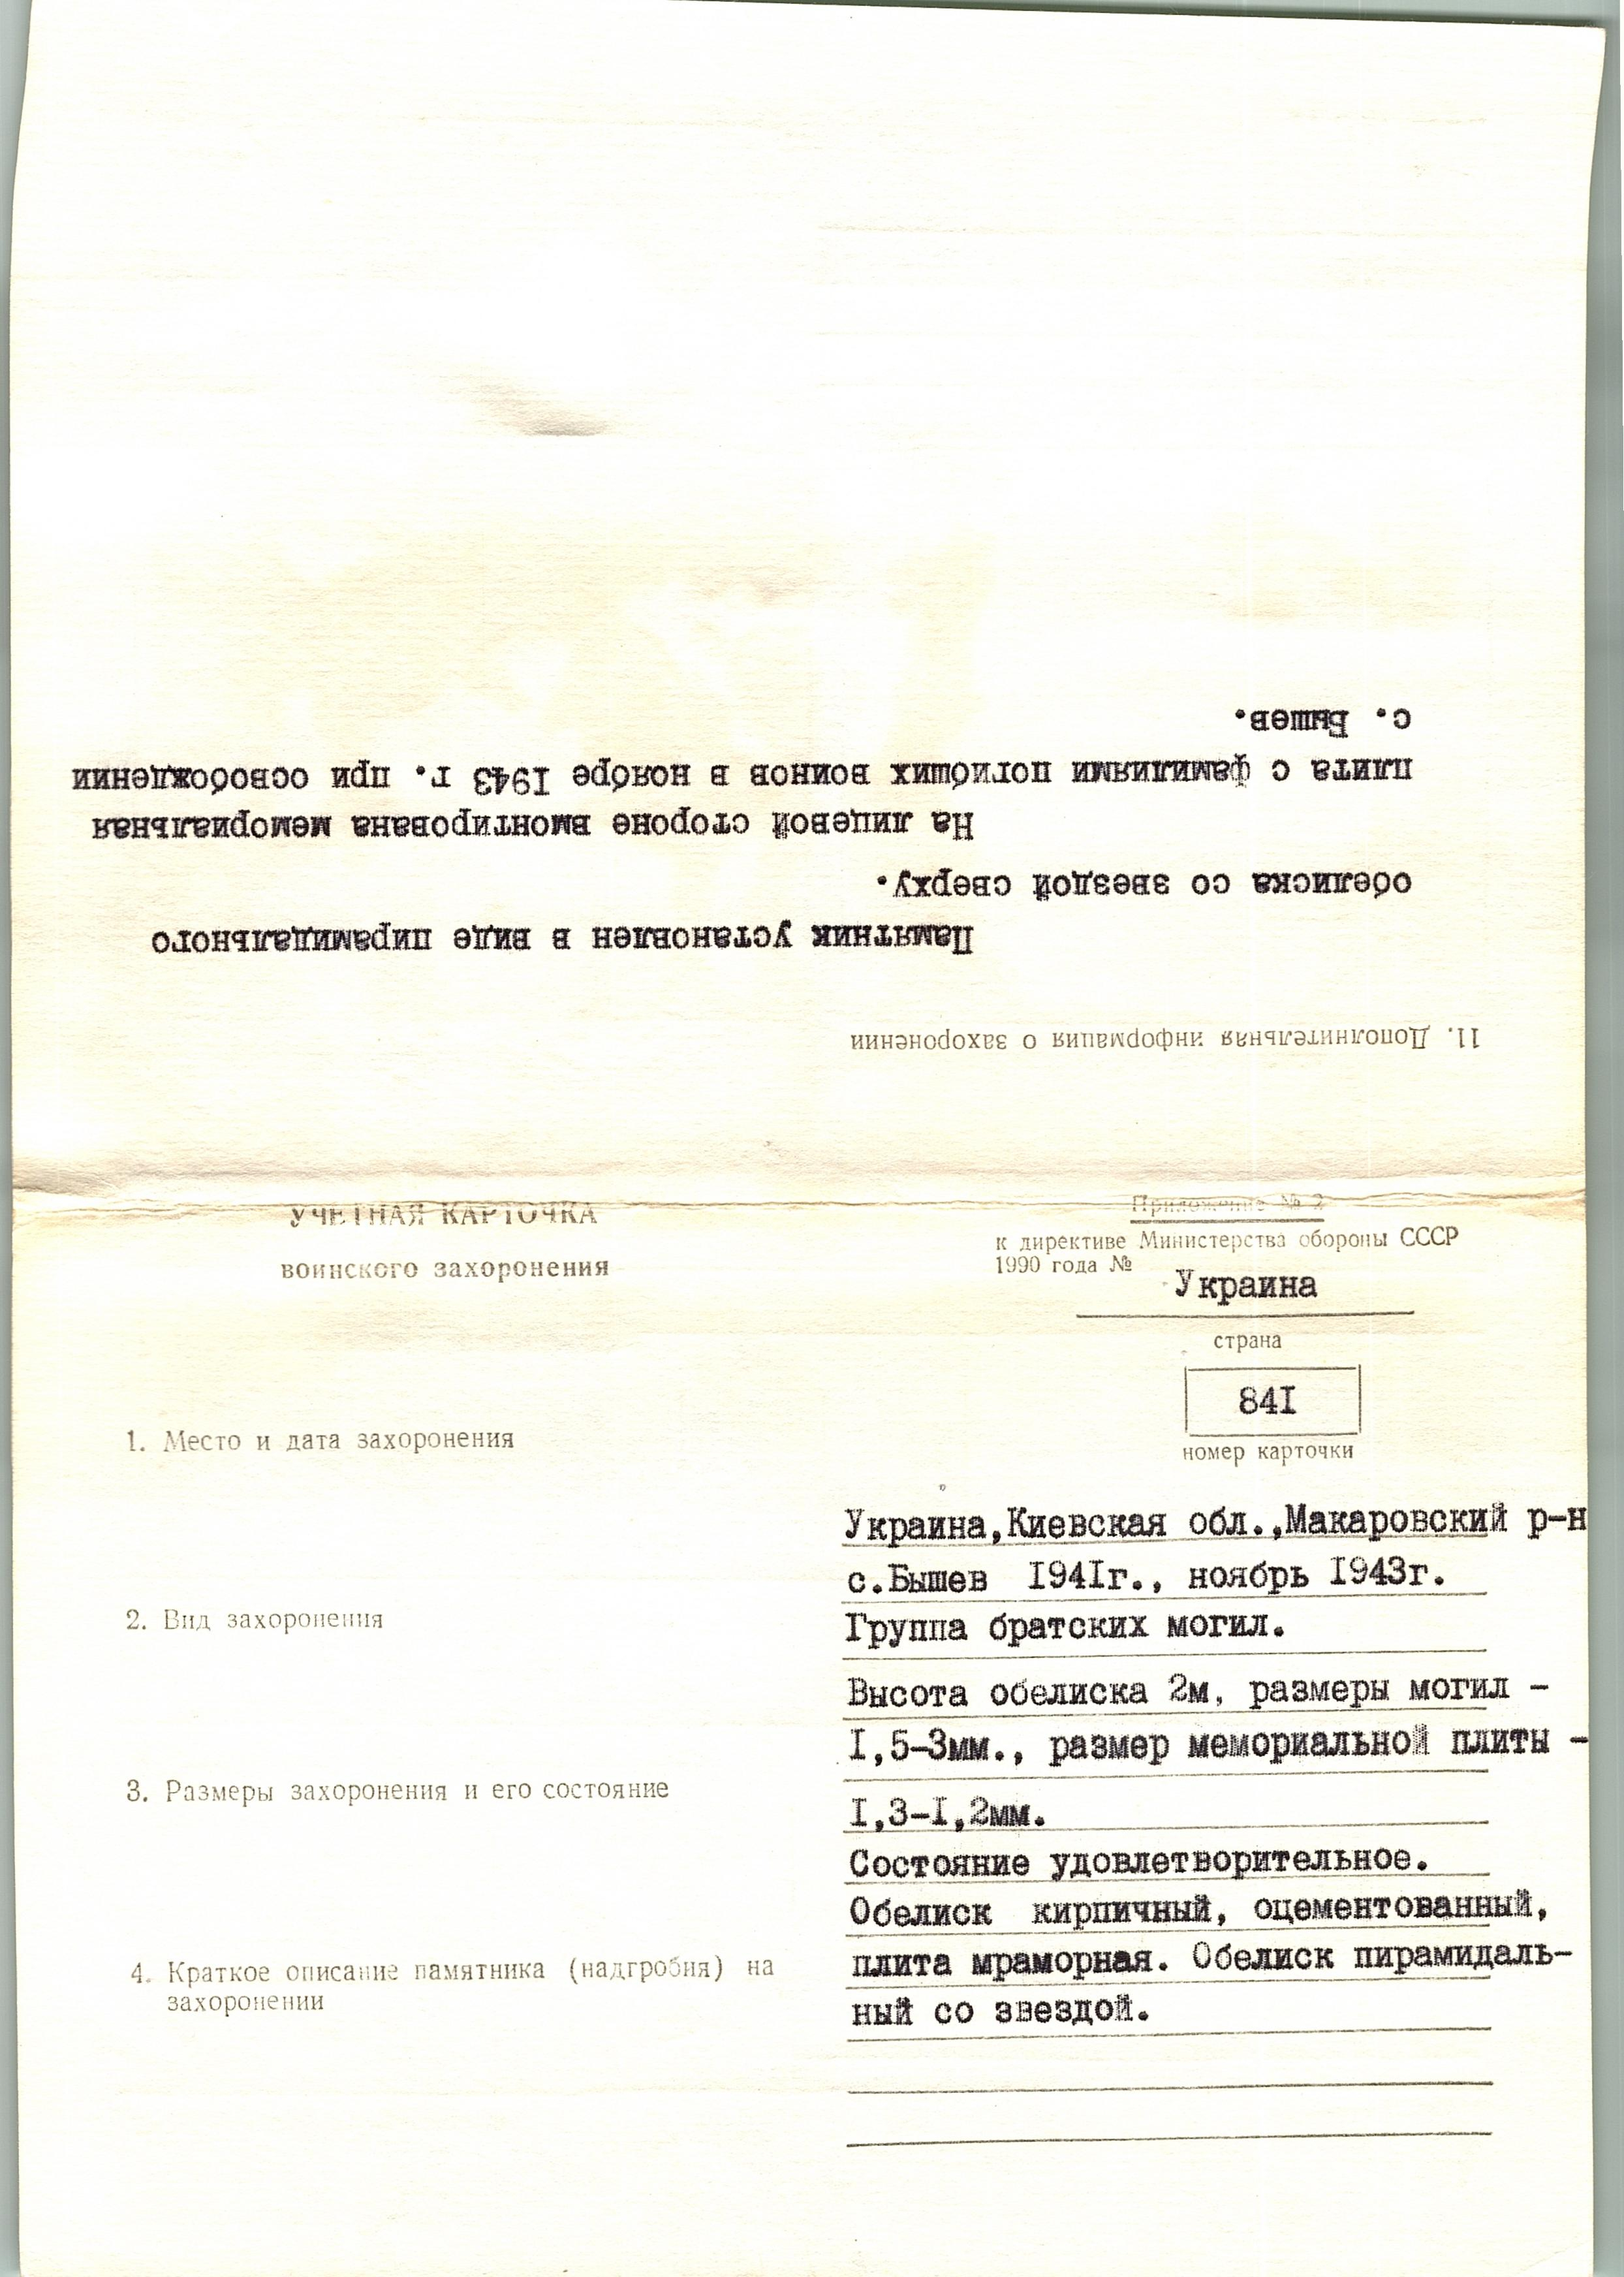 11. Дополнительная информация о захоронении
Памятник установлен в виде пирамидального
обелиска со звездой сверху.
На лицевой стороне вмонтирована мемориальная
плита с фамилиями погибших воинов в ноябре 1943 г. при освобождении
с. Бышев.
УЧЕТНАЯ КАРТОЧКА
воинского захоронения
Приложение № 2
к директиве Министерства обороны СССР
1990 года №
Украина
страна
84I
номер карточки
1. Место и дата захоронения
Украина,Киевская обл.,Макаровский р-н
с.Бышев I94Iг., ноябрь I943г.
2. Вид захоронения
Группа братских могил.
3. Размеры захоронения и его состояние
Высота обелиска 2м, размеры могил -
I,5-3мм., размер мемориальной плиты -
I,3-I,2мм.
Состояние удовлетворительное.
4. Краткое описание памятника (надгробия) на
захоронении
Обелиск кирпичный, оцементованный,
плита мраморная. Обелиск пирамидаль-
ный со звездой.